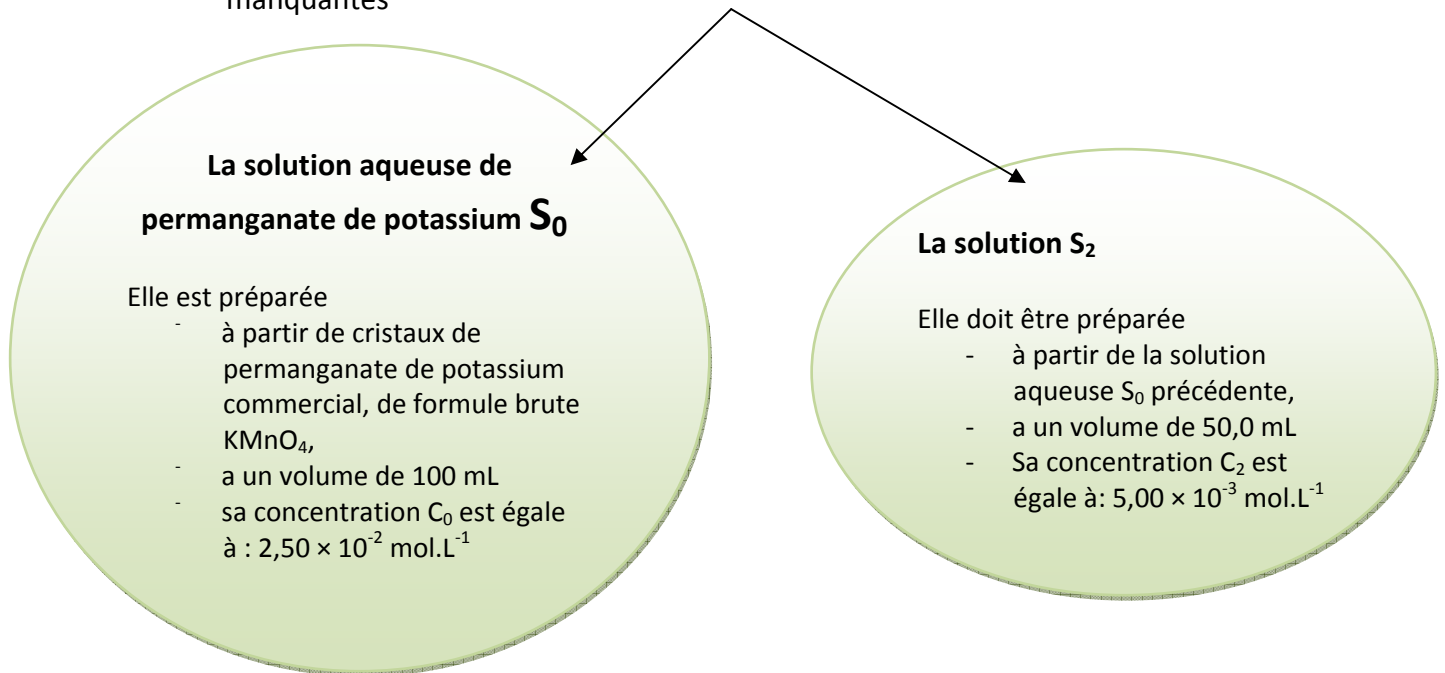 manquantes
La solution aqueuse de
permanganate de potassium S₀
Elle est préparée
- à partir de cristaux de
permanganate de potassium
commercial, de formule brute
KMnO₄,
- a un volume de 100 mL
- sa concentration C₀ est égale
à : 2,50 × 10⁻² mol.L⁻¹
La solution S₂
Elle doit être préparée
- à partir de la solution
aqueuse S₀ précédente,
- a un volume de 50,0 mL
- Sa concentration C₂ est
égale à: 5,00 × 10⁻³ mol.L⁻¹